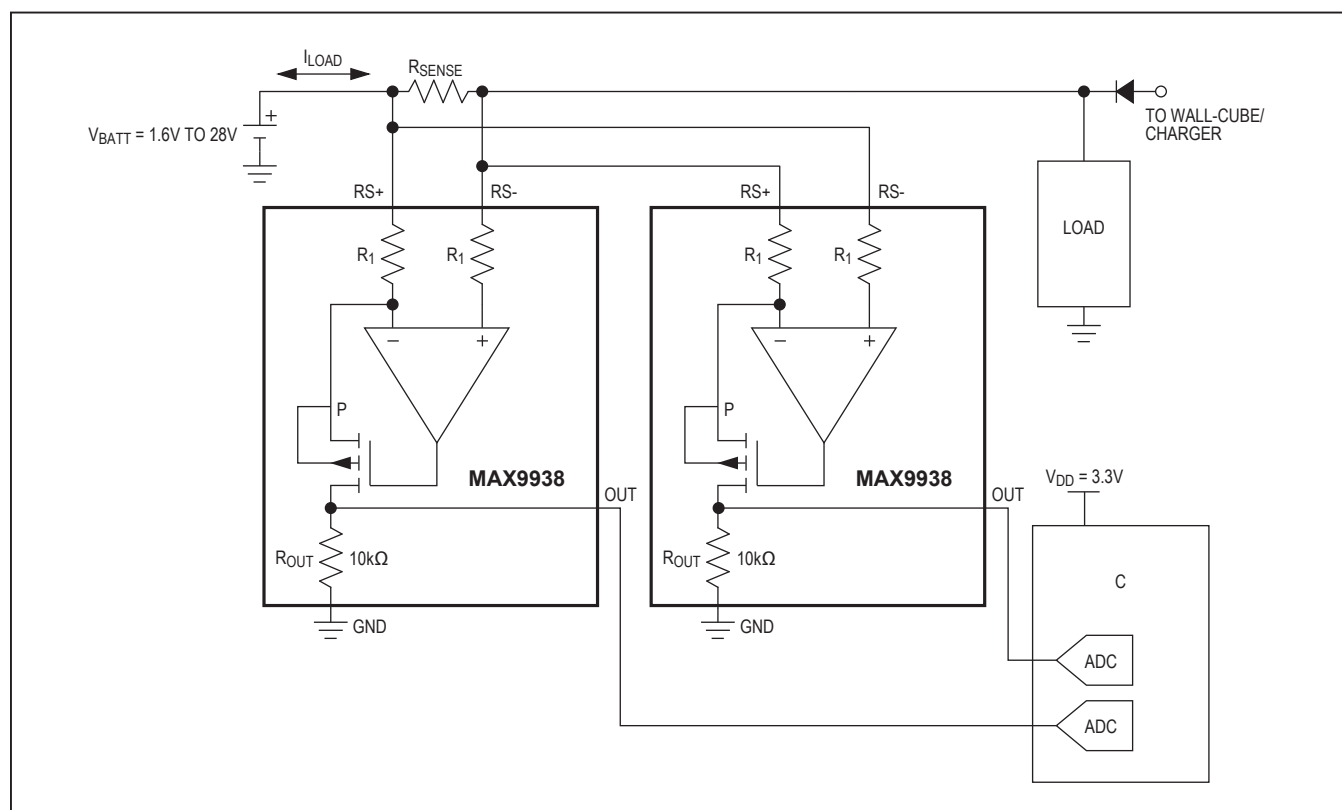 ILOAD
RSENSE
+
VBATT = 1.6V TO 28V
TO WALL-CUBE/
CHARGER
RS+
RS-
RS+
RS-
R1
R1
R1
R1
LOAD
−
+
−
+
P
P
MAX9938
MAX9938
OUT
OUT
VDD = 3.3V
ROUT
10kΩ
ROUT
10kΩ
C
GND
GND
ADC
ADC